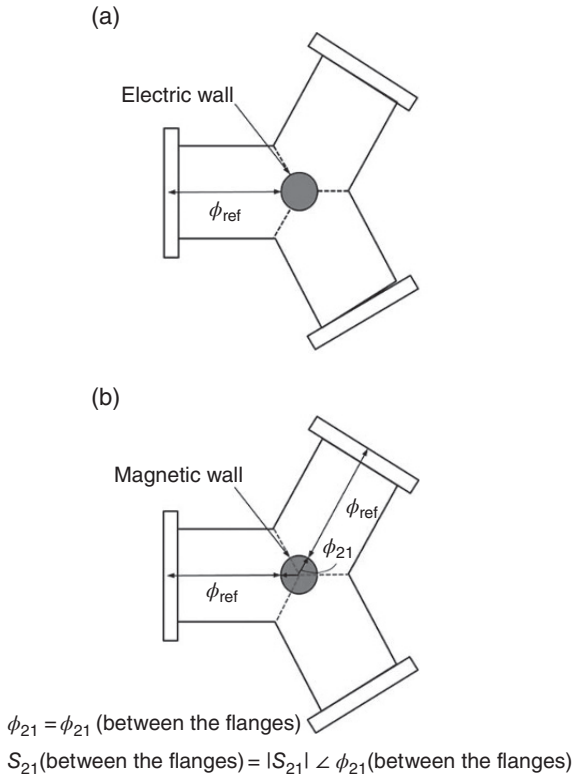 (a)
Electric wall
ϕref
(b)
Magnetic wall
ϕref
ϕ21
ϕref
ϕ21 = ϕ21 (between the flanges)
S21(between the flanges) = |S21| ∠ ϕ21(between the flanges)